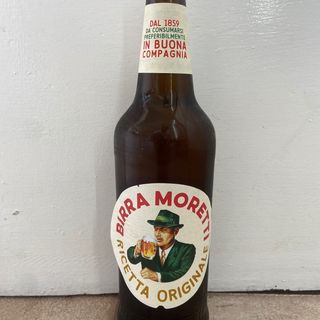 DAL 1859
DA CONSUMARSI
PREFERIBILMENTE
IN BUONA
COMPAGNIA
BIRRA MORETTI
RICETTA ORIGINALE